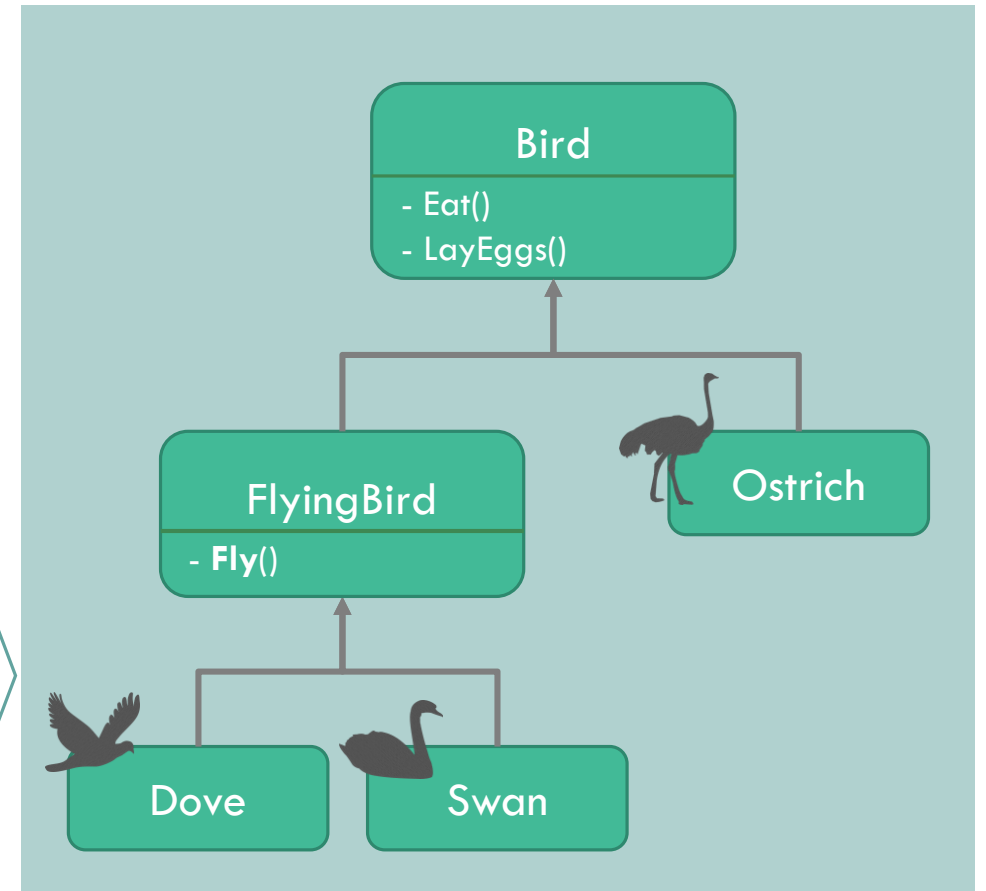 Bird
- Eat()
- LayEggs()
FlyingBird
- Fly()
Ostrich
Dove
Swan